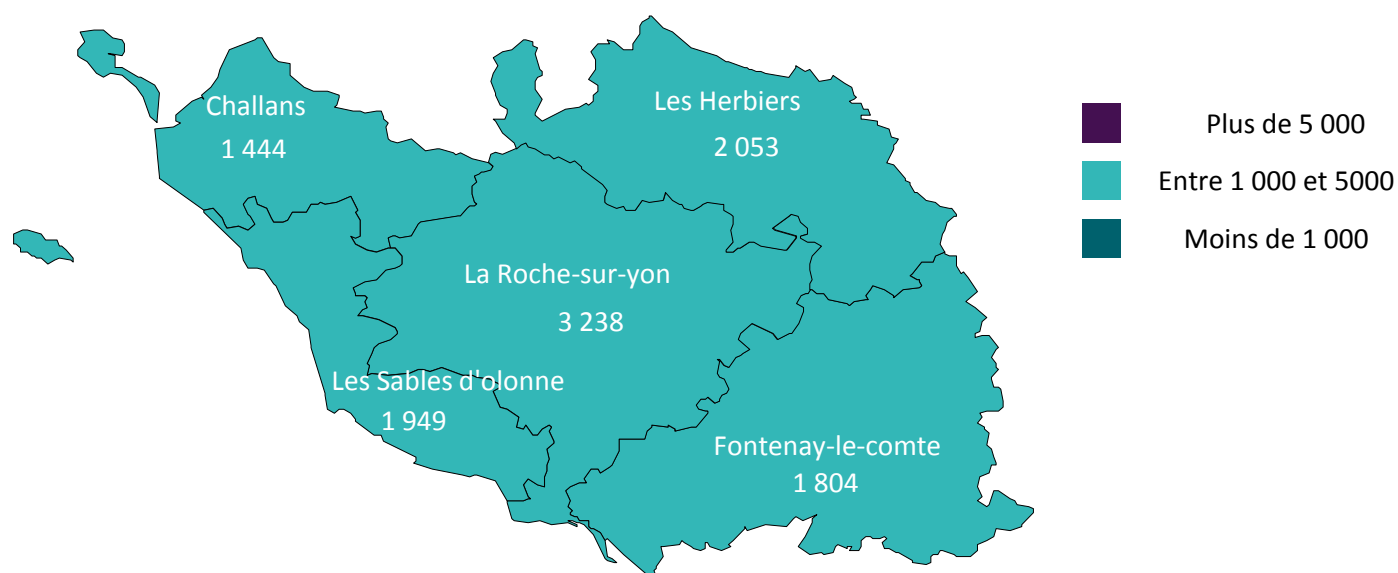 Challans
1 444
Les Herbiers
2 053
La Roche-sur-yon
3 238
Les Sables d'olonne
1 949
Fontenay-le-comte
1 804
Plus de 5 000
Entre 1 000 et 5000
Moins de 1 000